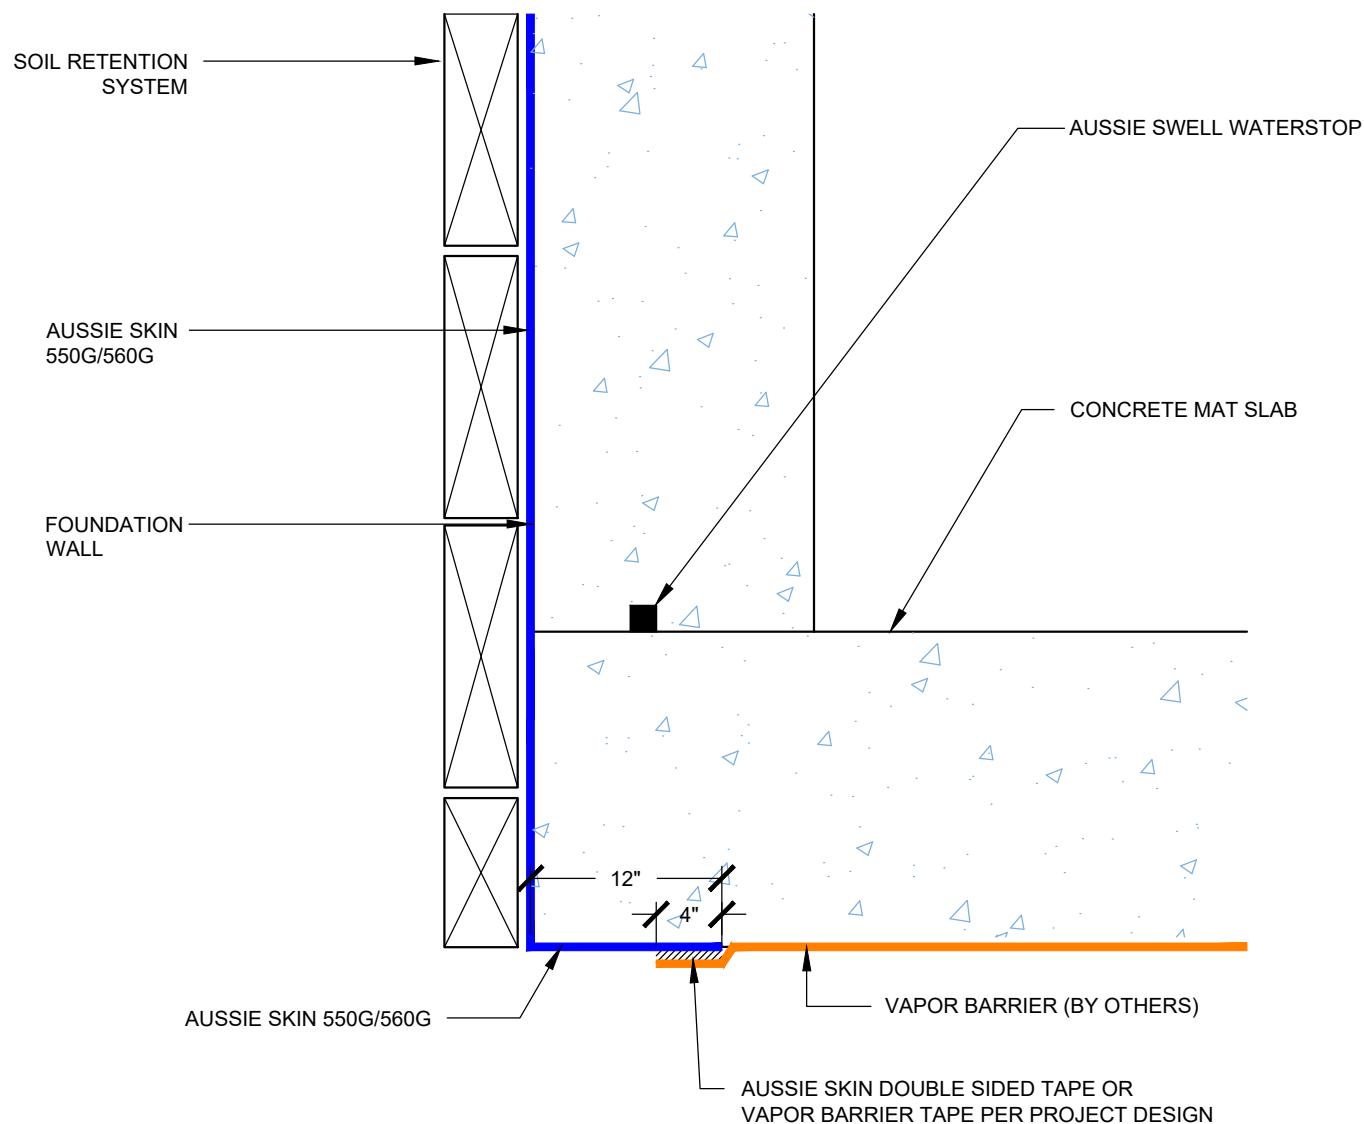 SOIL RETENTION
SYSTEM
AUSSIE SWELL WATERSTOP
AUSSIE SKIN
550G/560G
CONCRETE MAT SLAB
FOUNDATION
WALL
12"
4"
VAPOR BARRIER (BY OTHERS)
AUSSIE SKIN 550G/560G
AUSSIE SKIN DOUBLE SIDED TAPE OR
VAPOR BARRIER TAPE PER PROJECT DESIGN